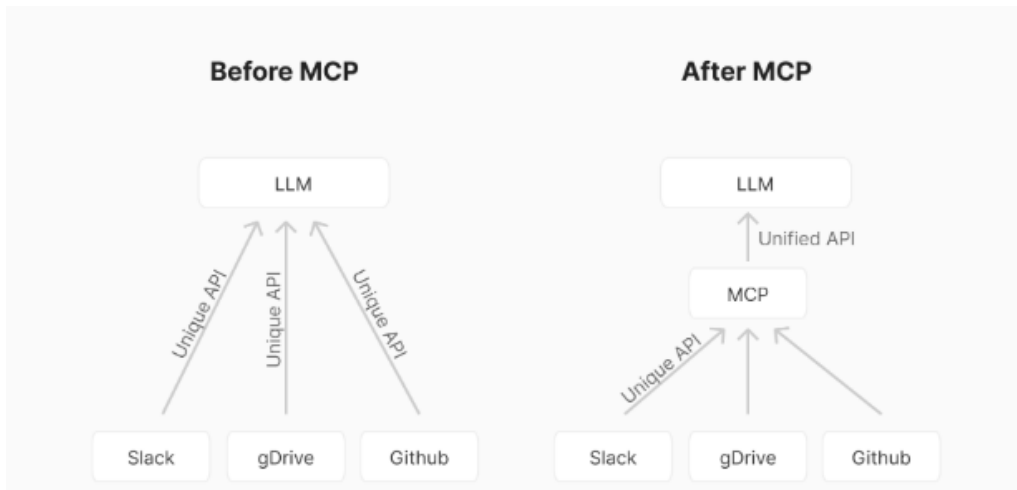 Before MCP
LLM
Unique API
Unique API
Unique API
Slack
gDrive
Github
After MCP
LLM
Unified API
MCP
Unique API
Slack
gDrive
Github